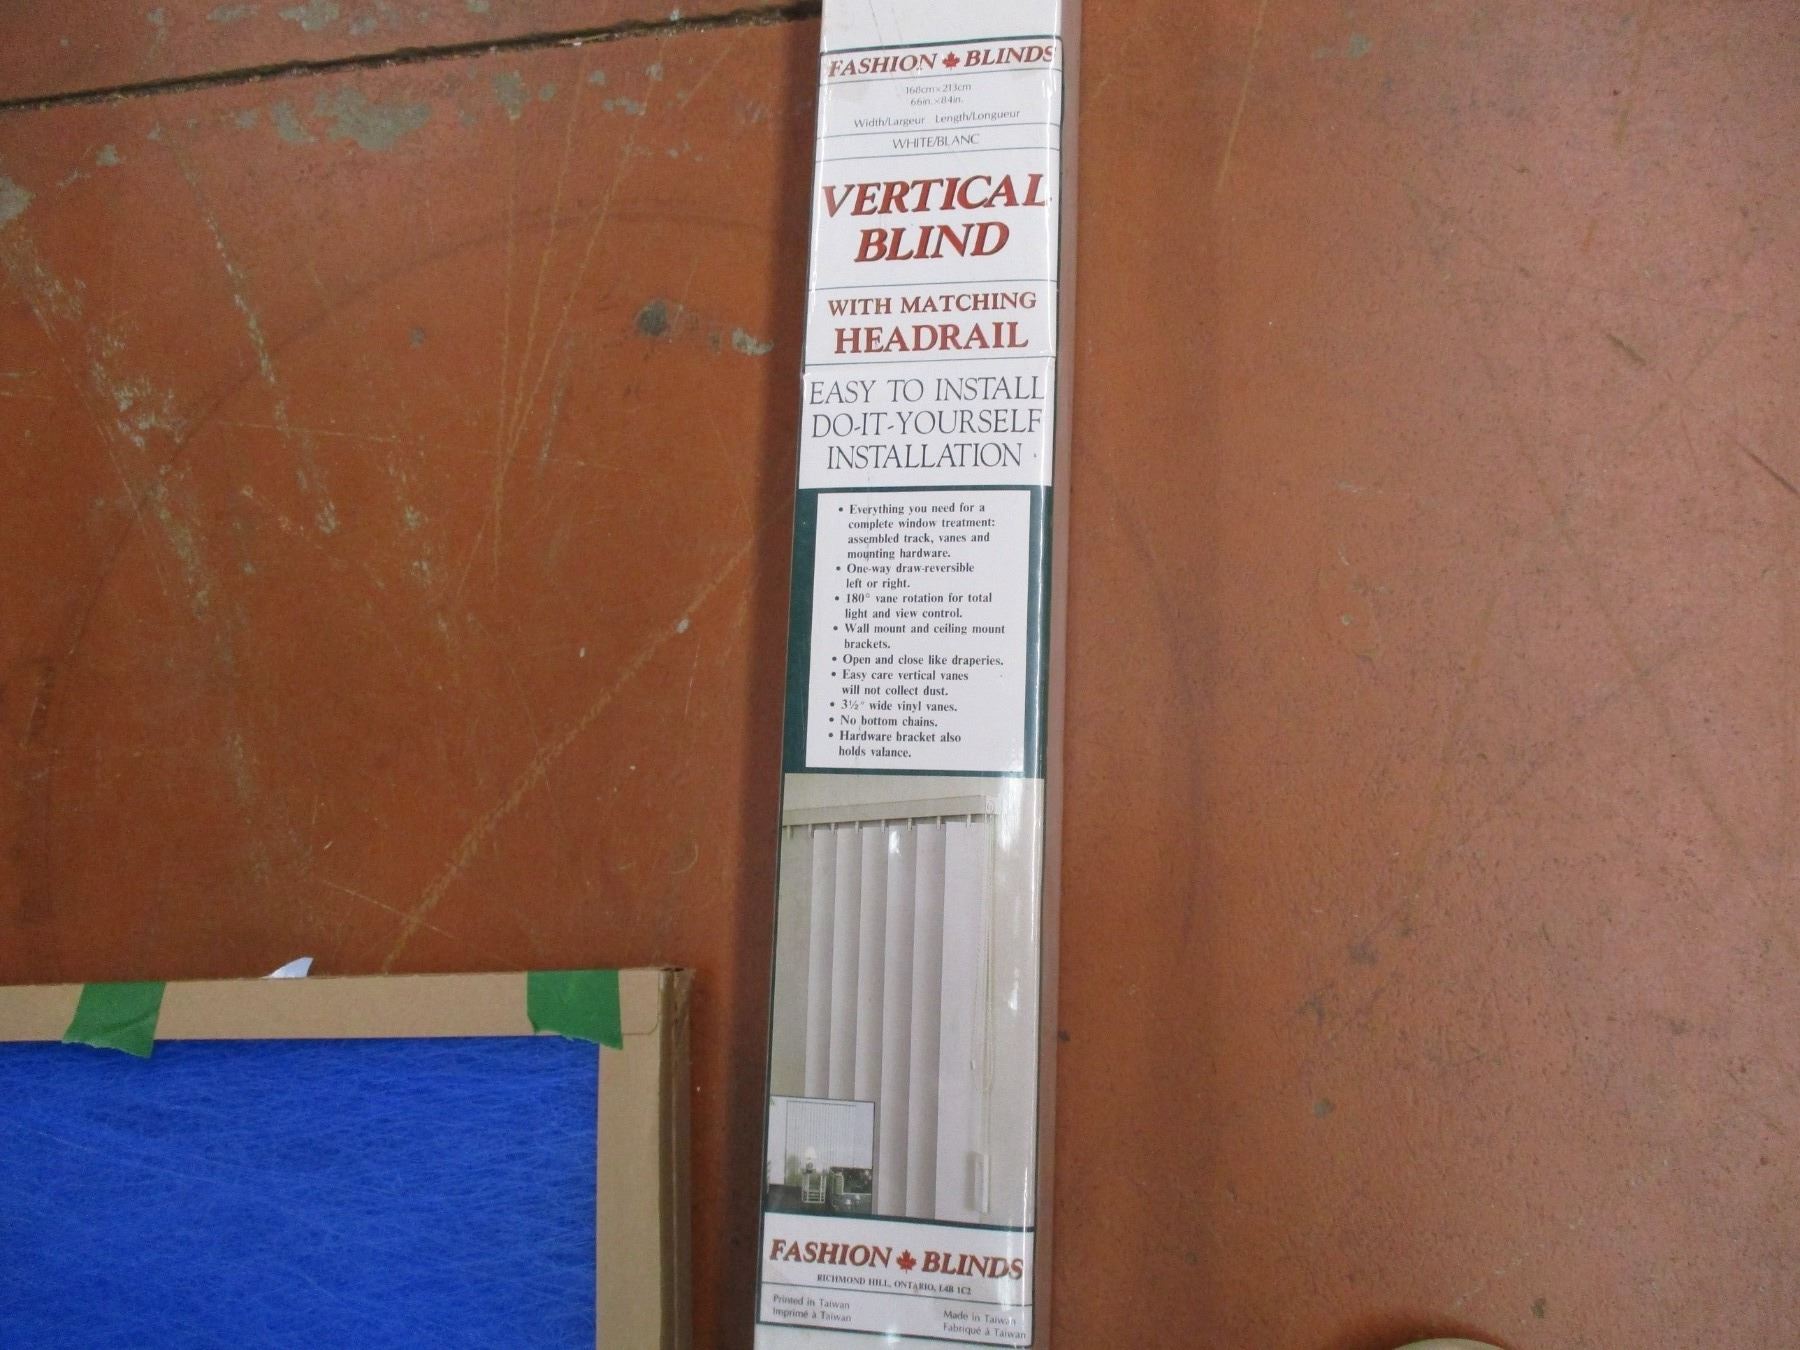 FASHION BLINDS
168cm×213cm
66in.×84in.
Width/Largeur Length/Longueur
WHITE/BLANC
VERTICAL
BLIND
WITH MATCHING
HEADRAIL
EASY TO INSTALL
DO-IT-YOURSELF
INSTALLATION
• Everything you need for a
complete window treatment:
assembled track, vanes and
mounting hardware.
• One-way draw-reversible
left or right.
• 180° vane rotation for total
light and view control.
• Wall mount and ceiling mount
brackets.
• Open and close like draperies.
• Easy care vertical vanes
will not collect dust.
• 3½" wide vinyl vanes.
• No bottom chains.
• Hardware bracket also
holds valance.
FASHION BLINDS
RICHMOND HILL, ONTARIO, L4B 1C2
Printed in Taiwan
Imprimé à Taiwan
Made in Taiwan
Fabriqué à Taiwan